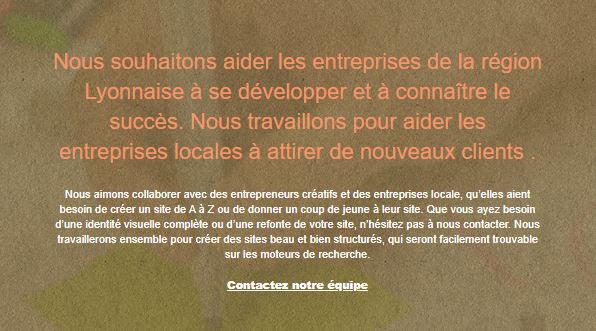 Nous souhaitons aider les entreprises de la région
Lyonnaise à se développer et à connaître le
succès. Nous travaillons pour aider les
entreprises locales à attirer de nouveaux clients .
Nous aimons collaborer avec des entrepreneurs créatifs et des entreprises locale, qu'elles aient
besoin de créer un site de A à Z ou de donner un coup de jeune à leur site. Que vous ayez besoin
d'une identité visuelle complète ou d'une refonte de votre site, n'hésitez pas à nous contacter. Nous
travaillerons ensemble pour créer des sites beau et bien structurés, qui seront facilement trouvable
sur les moteurs de recherche.
Contactez notre équipe